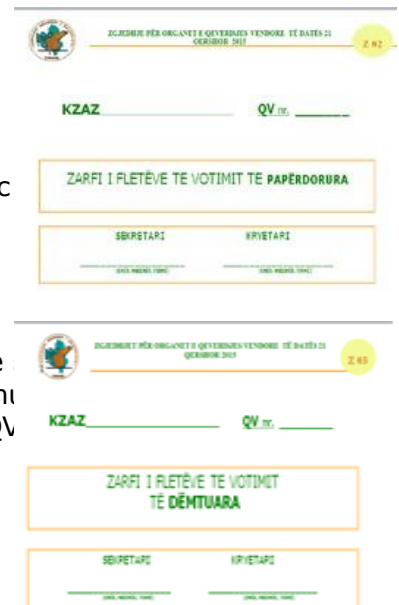 ZGJEDHJE PËR ORGANET E QEVERISJES VENDORE TË DATËS 21
QERSHOR 2015
Z 02
KZAZ QV nr.
ZARFI I FLETËVE TE VOTIMIT TE PAPËRDORURA
SEKRETARI KRYETARI
ZGJEDHJET PËR ORGANET E QEVERISJES VENDORE TË DATËS 21
QERSHOR 2015
KZAZ QV nr.
ZARFI I FLETËVE TE VOTIMIT
TË DËMTUARA
SEKRETARI KRYETARI